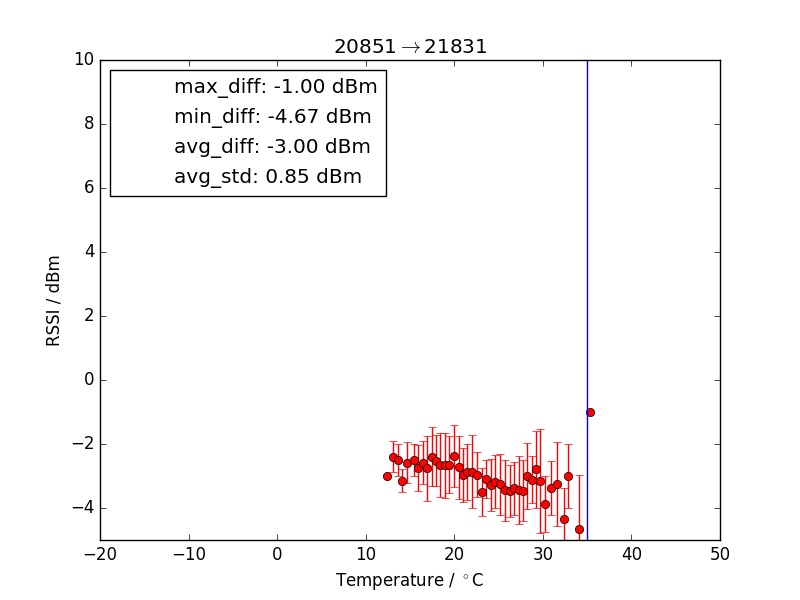 20851→21831
max_diff: -1.00 dBm
min_diff: -4.67 dBm
avg_diff: -3.00 dBm
avg_std: 0.85 dBm
RSSI / dBm
10
8
6
4
2
0
−2
−4
−20 −10 0 10 20 30 40 50
Temperature / °C